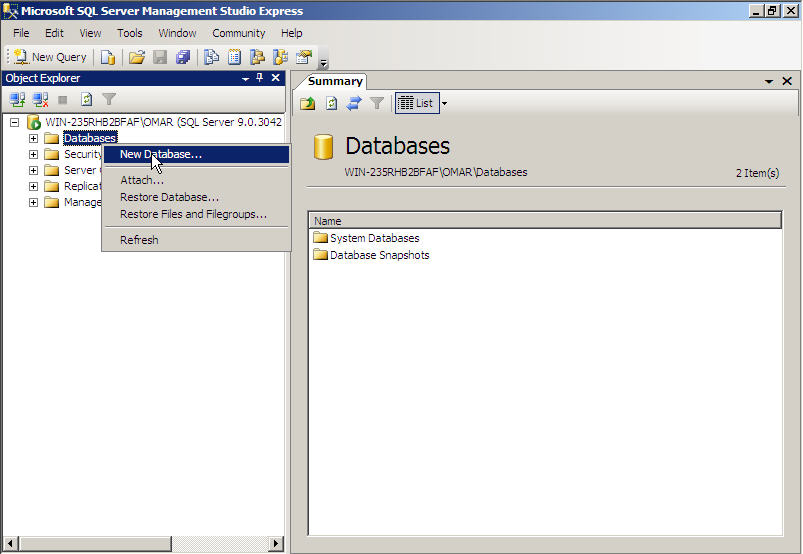 Microsoft SQL Server Management Studio Express
File Edit View Tools Window Community Help
New Query
Object Explorer
WIN-235RHB2BFAF\OMAR (SQL Server 9.0.3042
Databases
Security
Server
Replicat
Manage
New Database...
Attach...
Restore Database...
Restore Files and Filegroups...
Refresh
Summary
List
Databases
WIN-235RHB2BFAF\OMAR\Databases
2 Item(s)
Name
System Databases
Database Snapshots